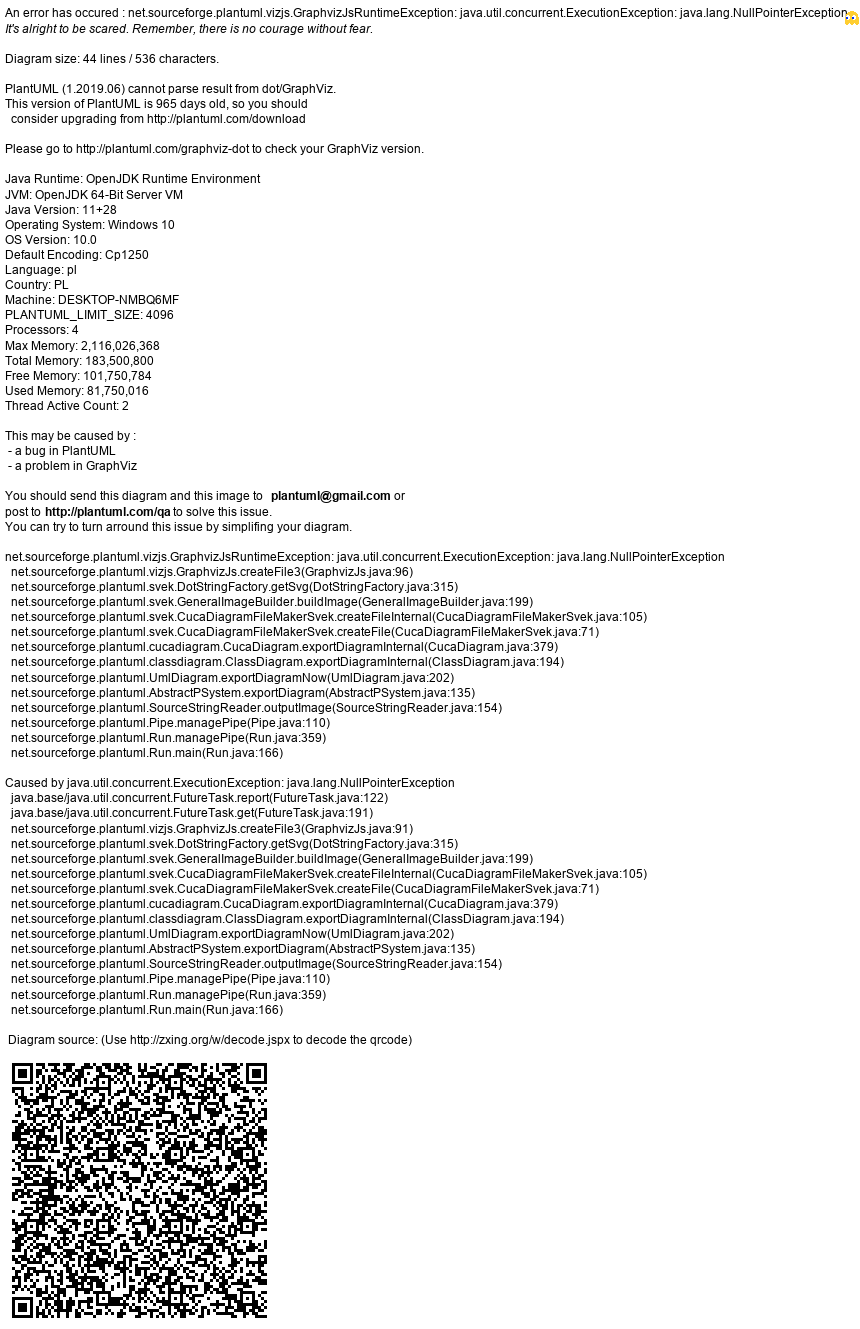 An error has occured : net.sourceforge.plantuml.vizjs.GraphvizJsRuntimeException: java.util.concurrent.ExecutionException: java.lang.NullPointerException
It's alright to be scared. Remember, there is no courage without fear.
Diagram size: 44 lines / 536 characters.
PlantUML (1.2019.06) cannot parse result from dot/GraphViz.
This version of PlantUML is 965 days old, so you should
consider upgrading from http://plantuml.com/download
Please go to http://plantuml.com/graphviz-dot to check your GraphViz version.
Java Runtime: OpenJDK Runtime Environment
JVM: OpenJDK 64-Bit Server VM
Java Version: 11+28
Operating System: Windows 10
OS Version: 10.0
Default Encoding: Cp1250
Language: pl
Country: PL
Machine: DESKTOP-NMBQ6MF
PLANTUML_LIMIT_SIZE: 4096
Processors: 4
Max Memory: 2,116,026,368
Total Memory: 183,500,800
Free Memory: 101,750,784
Used Memory: 81,750,016
Thread Active Count: 2
This may be caused by :
- a bug in PlantUML
- a problem in GraphViz
You should send this diagram and this image to plantuml@gmail.com or
post to http://plantuml.com/qa to solve this issue.
You can try to turn arround this issue by simplifing your diagram.
net.sourceforge.plantuml.vizjs.GraphvizJsRuntimeException: java.util.concurrent.ExecutionException: java.lang.NullPointerException
net.sourceforge.plantuml.vizjs.GraphvizJs.createFile3(GraphvizJs.java:96)
net.sourceforge.plantuml.svek.DotStringFactory.getSvg(DotStringFactory.java:315)
net.sourceforge.plantuml.svek.GeneralImageBuilder.buildImage(GeneralImageBuilder.java:199)
net.sourceforge.plantuml.svek.CucaDiagramFileMakerSvek.createFileInternal(CucaDiagramFileMakerSvek.java:105)
net.sourceforge.plantuml.svek.CucaDiagramFileMakerSvek.createFile(CucaDiagramFileMakerSvek.java:71)
net.sourceforge.plantuml.cucadiagram.CucaDiagram.exportDiagramInternal(CucaDiagram.java:379)
net.sourceforge.plantuml.classdiagram.ClassDiagram.exportDiagramInternal(ClassDiagram.java:194)
net.sourceforge.plantuml.UmlDiagram.exportDiagramNow(UmlDiagram.java:202)
net.sourceforge.plantuml.AbstractPSystem.exportDiagram(AbstractPSystem.java:135)
net.sourceforge.plantuml.SourceStringReader.outputImage(SourceStringReader.java:154)
net.sourceforge.plantuml.Pipe.managePipe(Pipe.java:110)
net.sourceforge.plantuml.Run.managePipe(Run.java:359)
net.sourceforge.plantuml.Run.main(Run.java:166)
Caused by java.util.concurrent.ExecutionException: java.lang.NullPointerException
java.base/java.util.concurrent.FutureTask.report(FutureTask.java:122)
java.base/java.util.concurrent.FutureTask.get(FutureTask.java:191)
net.sourceforge.plantuml.vizjs.GraphvizJs.createFile3(GraphvizJs.java:91)
net.sourceforge.plantuml.svek.DotStringFactory.getSvg(DotStringFactory.java:315)
net.sourceforge.plantuml.svek.GeneralImageBuilder.buildImage(GeneralImageBuilder.java:199)
net.sourceforge.plantuml.svek.CucaDiagramFileMakerSvek.createFileInternal(CucaDiagramFileMakerSvek.java:105)
net.sourceforge.plantuml.svek.CucaDiagramFileMakerSvek.createFile(CucaDiagramFileMakerSvek.java:71)
net.sourceforge.plantuml.cucadiagram.CucaDiagram.exportDiagramInternal(CucaDiagram.java:379)
net.sourceforge.plantuml.classdiagram.ClassDiagram.exportDiagramInternal(ClassDiagram.java:194)
net.sourceforge.plantuml.UmlDiagram.exportDiagramNow(UmlDiagram.java:202)
net.sourceforge.plantuml.AbstractPSystem.exportDiagram(AbstractPSystem.java:135)
net.sourceforge.plantuml.SourceStringReader.outputImage(SourceStringReader.java:154)
net.sourceforge.plantuml.Pipe.managePipe(Pipe.java:110)
net.sourceforge.plantuml.Run.managePipe(Run.java:359)
net.sourceforge.plantuml.Run.main(Run.java:166)
Diagram source: (Use http://zxing.org/w/decode.jspx to decode the qrcode)